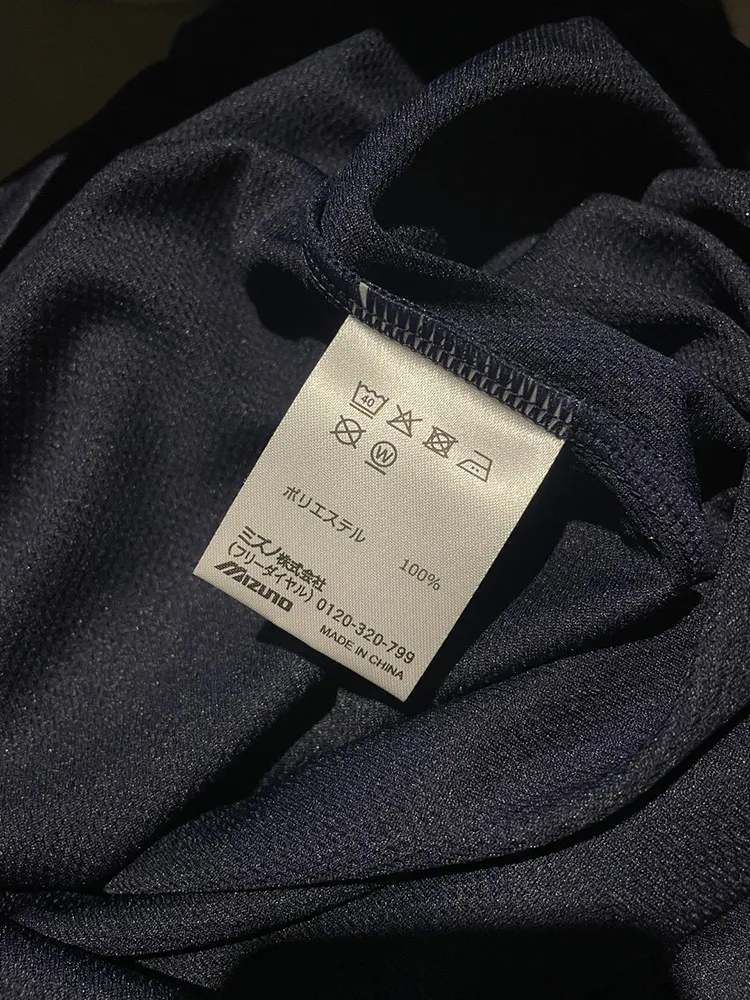 40
W
ポリエステル 100%
ミズノ株式会社
(フリーダイヤル) 0120-320-799
MIZUNO
MADE IN CHINA